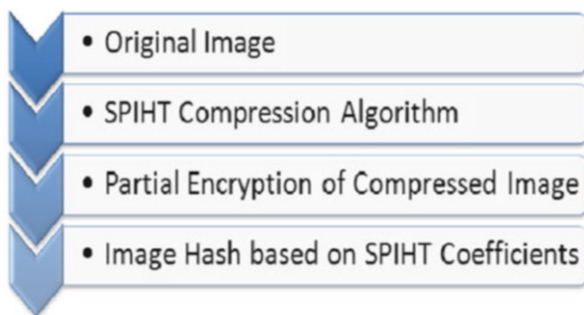 • Original Image
• SPIHT Compression Algorithm
• Partial Encryption of Compressed Image
• Image Hash based on SPIHT Coefficients